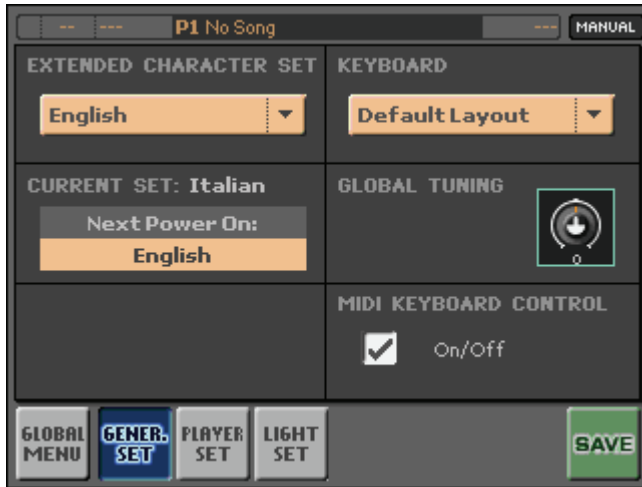 -- --- P1 No Song --- MANUAL
EXTENDED CHARACTER SET
English
KEYBOARD
Default Layout
CURRENT SET: Italian
Next Power On:
English
GLOBAL TUNING
0
MIDI KEYBOARD CONTROL
On/Off
GLOBAL MENU
GENER. SET
PLAYER SET
LIGHT SET
SAVE